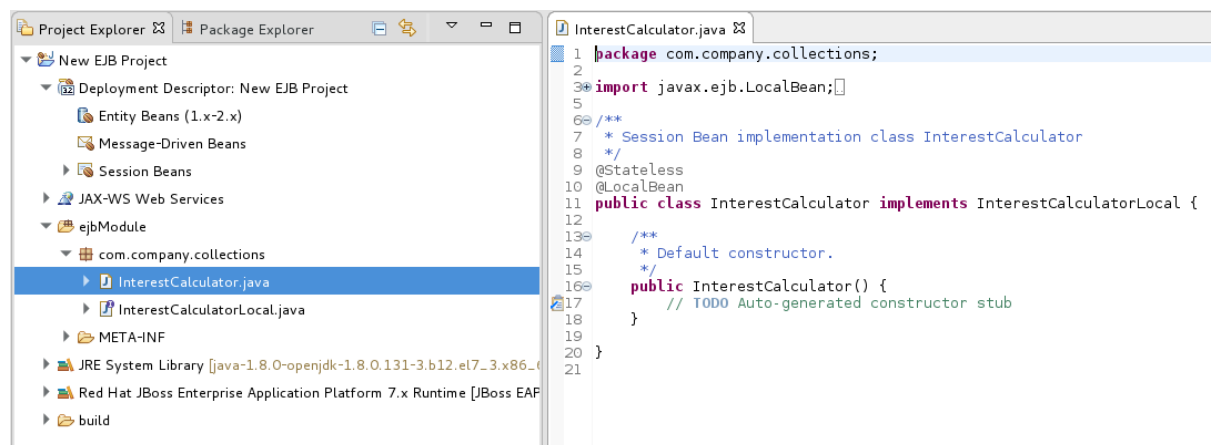 Project Explorer
Package Explorer
New EJB Project
Deployment Descriptor: New EJB Project
Entity Beans (1.x-2.x)
Message-Driven Beans
Session Beans
JAX-WS Web Services
ejbModule
com.company.collections
InterestCalculator.java
InterestCalculatorLocal.java
META-INF
JRE System Library [java-1.8.0-openjdk-1.8.0.131-3.b12.el7_3.x86_6
Red Hat JBoss Enterprise Application Platform 7.x Runtime [JBoss EAP
build
InterestCalculator.java
1 package com.company.collections;
2
3 import javax.ejb.LocalBean;
5
6 /**
7 * Session Bean implementation class InterestCalculator
8 */
9 @Stateless
10 @LocalBean
11 public class InterestCalculator implements InterestCalculatorLocal {
12
13 /**
14 * Default constructor.
15 */
16 public InterestCalculator() {
17 // TODO Auto-generated constructor stub
18 }
19
20 }
21